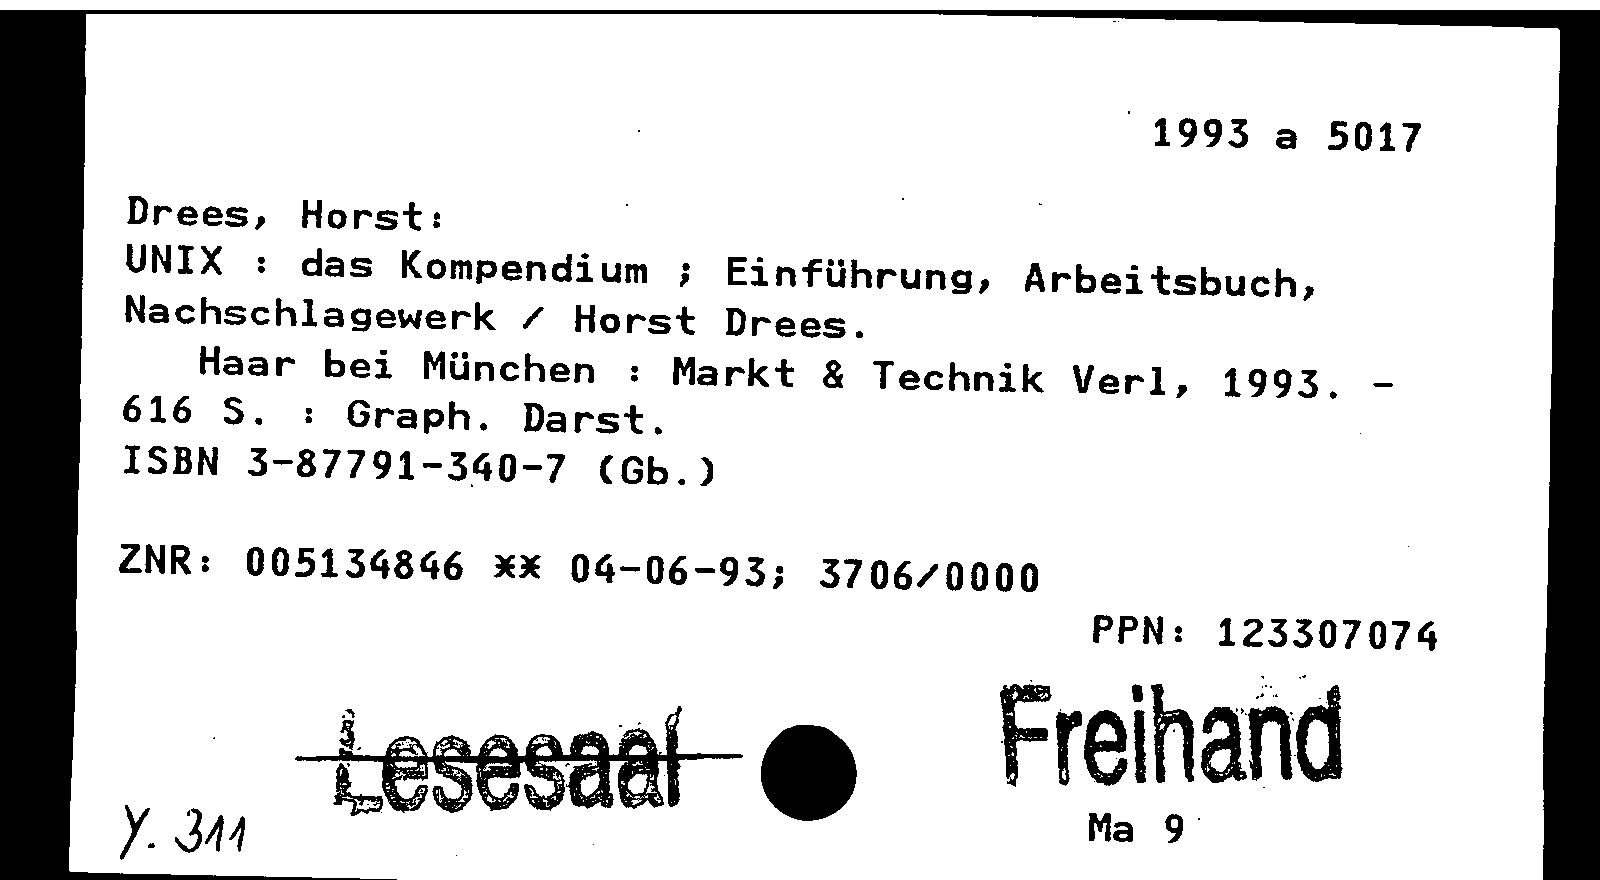 1993 a 5017
Drees, Horst:
UNIX : das Kompendium ; Einführung, Arbeitsbuch,
Nachschlagewerk / Horst Drees.
Haar bei München : Markt & Technik Verl, 1993. -
616 S. : Graph. Darst.
ISBN 3-87791-340-7 (Gb.)
ZNR: 005134846 ** 04-06-93; 3706/0000
PPN: 123307074
Lesesaal
Freihand
Y. 311
Ma 9